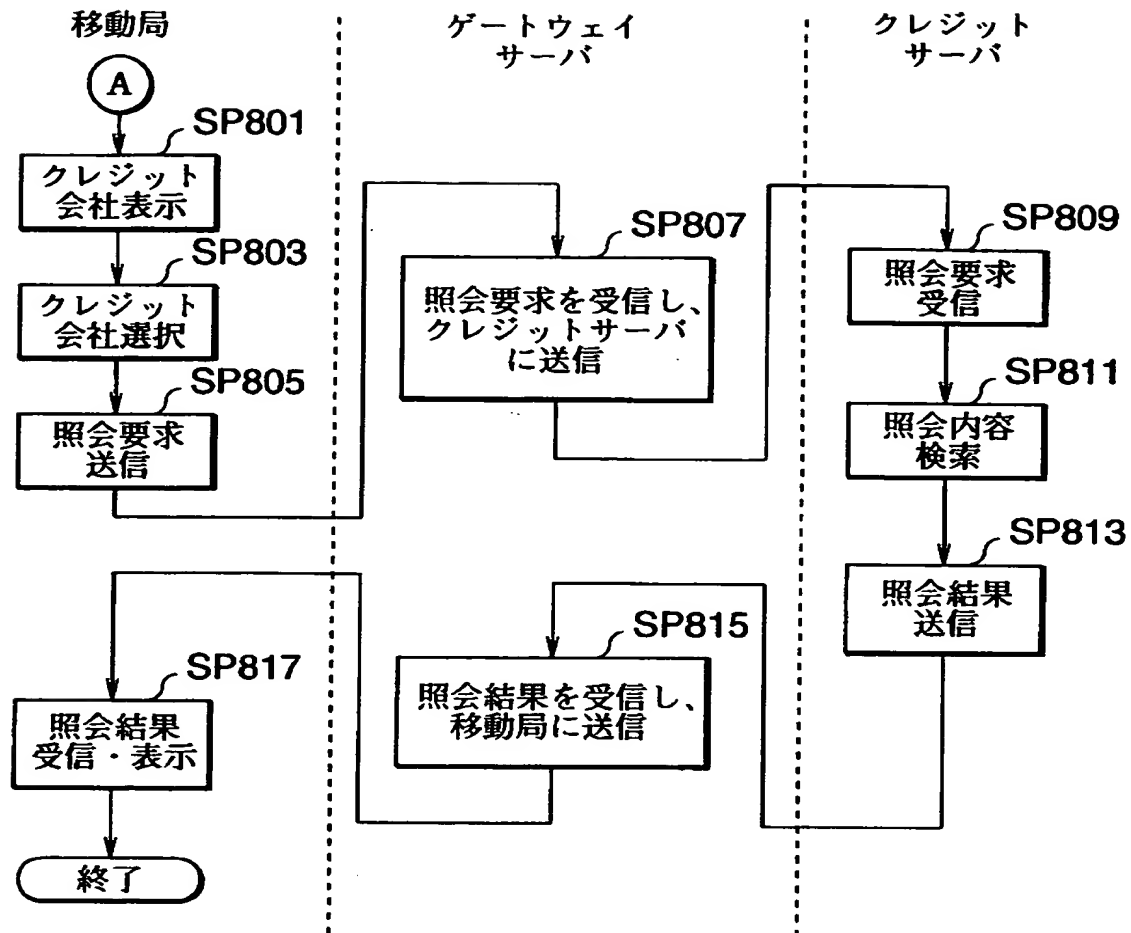 移動局
ゲートウェイ
サーバ
クレジット
サーバ
A
SP801
クレジット
会社表示
SP803
クレジット
会社選択
SP805
照会要求
送信
SP807
照会要求を受信し、
クレジットサーバ
に送信
SP809
照会要求
受信
SP811
照会内容
検索
SP813
照会結果
送信
SP815
照会結果を受信し、
移動局に送信
SP817
照会結果
受信・表示
終了